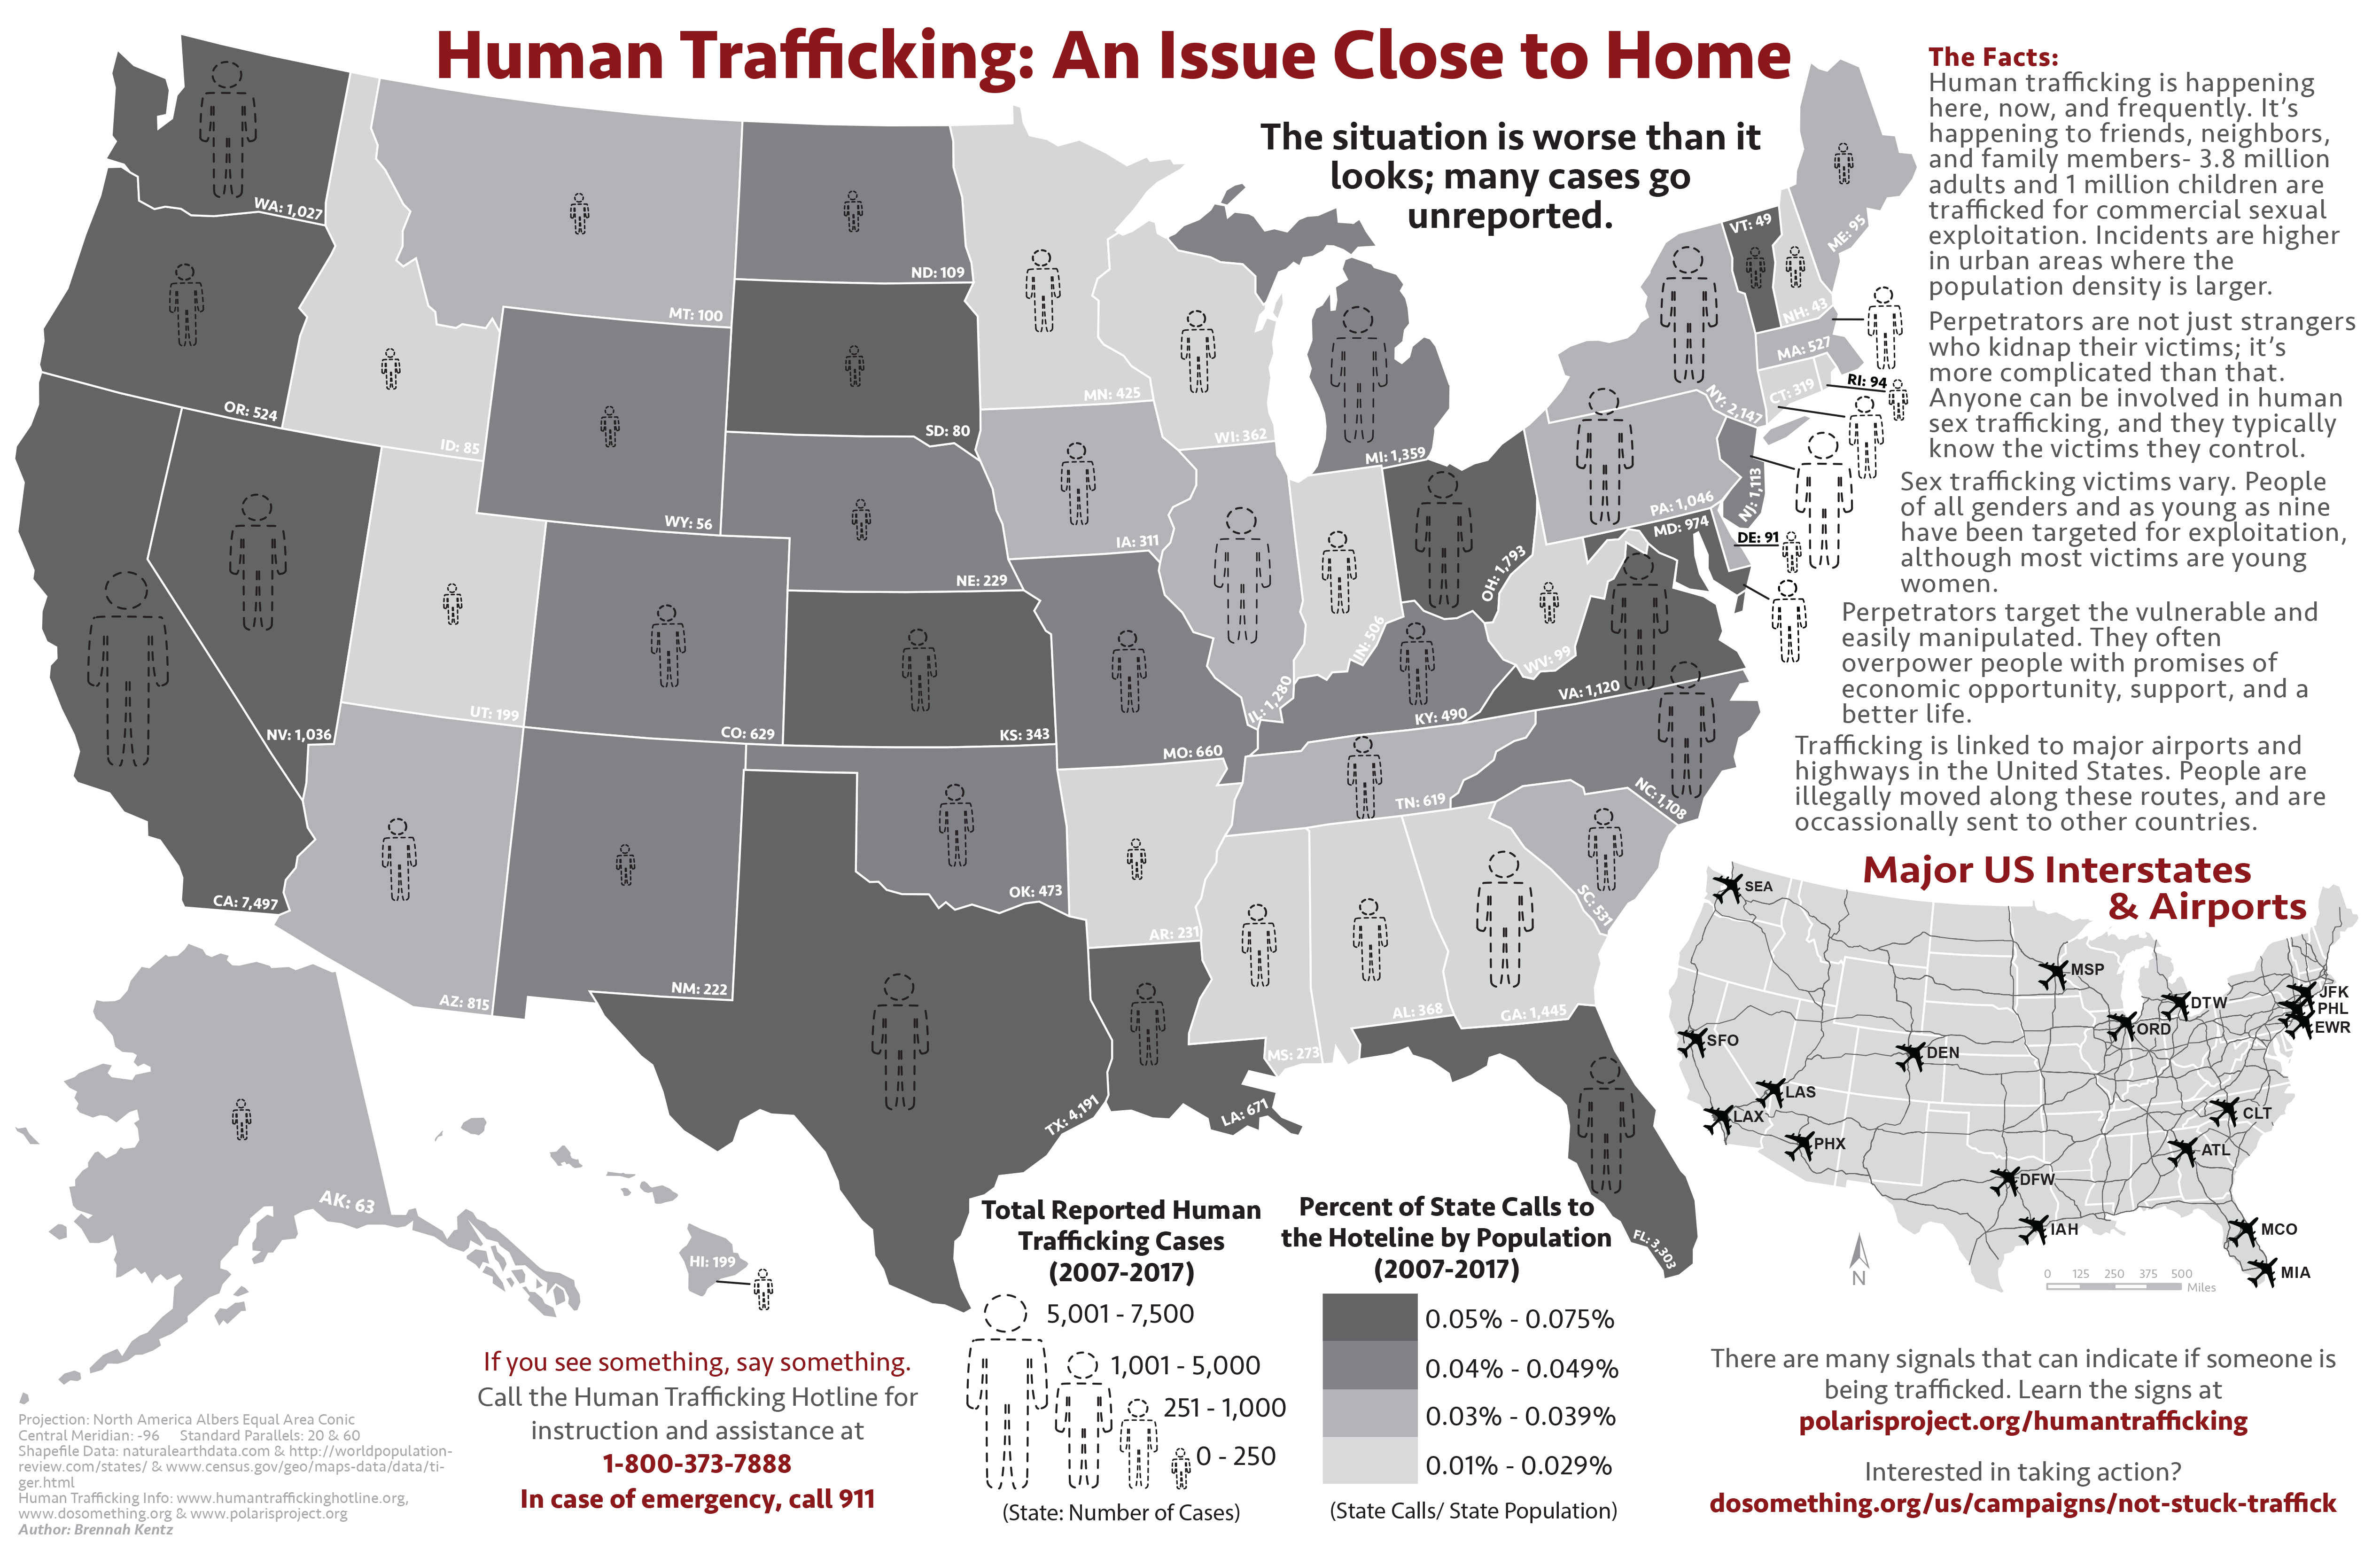 Human Trafficking: An Issue Close to Home
The situation is worse than it
looks; many cases go
unreported.
The Facts:
Human trafficking is happening
here, now, and frequently. It's
happening to friends, neighbors,
and family members- 3.8 million
adults and 1 million children are
trafficked for commercial sexual
exploitation. Incidents are higher
in urban areas where the
population density is larger.
Perpetrators are not just strangers
who kidnap their victims; it's
more complicated than that.
Anyone can be involved in human
sex trafficking, and they typically
know the victims they control.
Sex trafficking victims vary. People
of all genders and as young as nine
have been targeted for exploitation,
although most victims are young
women.
Perpetrators target the vulnerable and
easily manipulated. They often
overpower people with promises of
economic opportunity, support, and a
better life.
Trafficking is linked to major airports and
highways in the United States. People are
illegally moved along these routes, and are
occassionally sent to other countries.
WA: 1,027
OR: 524
ID: 85
MT: 100
ND: 109
SD: 80
WY: 56
NE: 229
MN: 425
WI: 362
IA: 311
MI: 1,359
VT: 49
NH: 43
ME: 95
MA: 527
CT: 319
RI: 94
NY: 2,147
PA: 1,046
NJ: 1,113
DE: 91
MD: 974
OH: 1,793
IN: 506
IL: 1,280
WV: 99
VA: 1,120
KY: 490
NC: 1,108
TN: 619
SC: 531
NV: 1,036
UT: 199
CO: 629
KS: 343
MO: 660
CA: 7,497
AZ: 815
NM: 222
OK: 473
AR: 231
TX: 4,191
LA: 671
MS: 273
AL: 368
GA: 1,445
FL: 3,303
AK: 63
HI: 199
Major US Interstates
& Airports
SEA
MSP
DTW
JFK
PHL
EWR
ORD
SFO
DEN
LAS
LAX
PHX
CLT
ATL
DFW
IAH
MCO
MIA
N
0 125 250 375 500
Miles
Total Reported Human
Trafficking Cases
(2007-2017)
5,001 - 7,500
1,001 - 5,000
251 - 1,000
0 - 250
(State: Number of Cases)
Percent of State Calls to
the Hoteline by Population
(2007-2017)
0.05% - 0.075%
0.04% - 0.049%
0.03% - 0.039%
0.01% - 0.029%
(State Calls/ State Population)
If you see something, say something.
Call the Human Trafficking Hotline for
instruction and assistance at
1-800-373-7888
In case of emergency, call 911
There are many signals that can indicate if someone is
being trafficked. Learn the signs at
polarisproject.org/humantrafficking
Interested in taking action?
dosomething.org/us/campaigns/not-stuck-traffick
Projection: North America Albers Equal Area Conic
Central Meridian: -96 Standard Parallels: 20 & 60
Shapefile Data: naturalearthdata.com & http://worldpopulation-
review.com/states/ & www.census.gov/geo/maps-data/data/ti-
ger.html
Human Trafficking Info: www.humantraffickinghotline.org,
www.dosomething.org & www.polarisproject.org
Author: Brennah Kentz